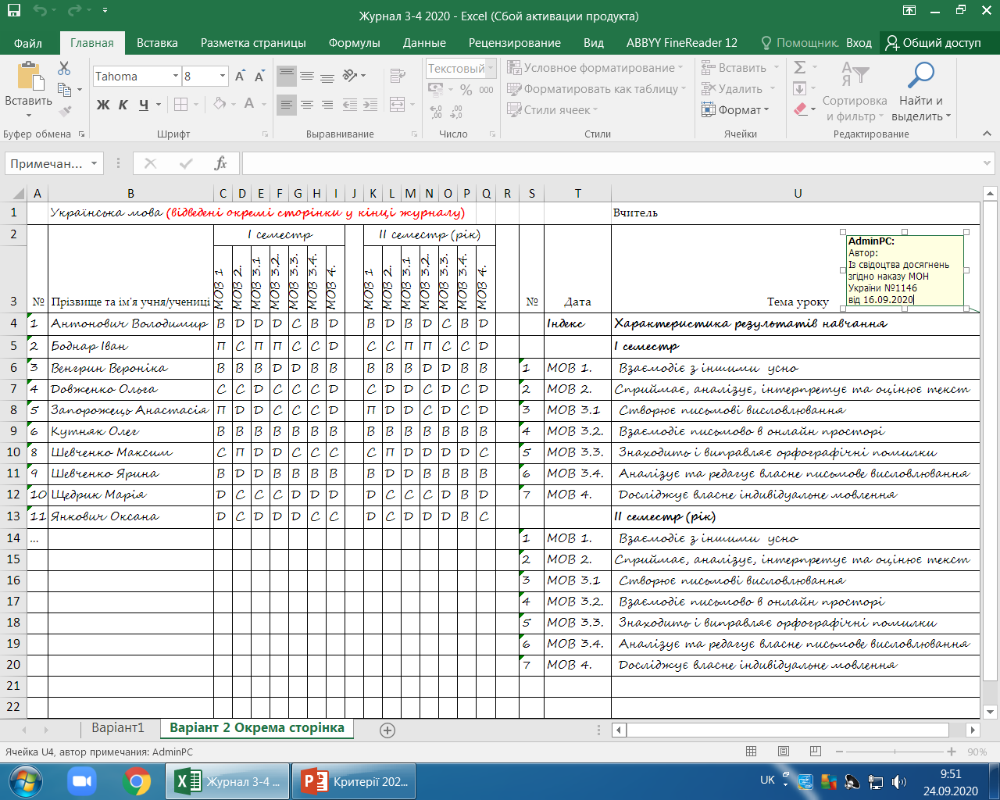 Журнал 3-4 2020 - Excel (Сбой активации продукта)
Файл Главная Вставка Разметка страницы Формулы Данные Рецензирование Вид ABBYY FineReader 12 Помощник. Вход Общий доступ
Вставить
Tahoma 8
Ж К Ч А
Текстовый
% 000
Условное форматирование
Форматировать как таблицу
Стили ячеек
Вставить
Удалить
Формат
Сортировка и фильтр
Найти и выделить
Буфер обмена Шрифт Выравнивание Число Стили Ячейки Редактирование
Примечан... fx
A B C D E F G H I J K L M N O P Q R S T U
1 Українська мова (відведені окремі сторінки у кінці журналу) Вчитель
2 І семестр ІІ семестр (рік)
3 № Прізвище та ім'я учня/учениці МОВ 1 МОВ 2. МОВ 3.1 МОВ 3.2. МОВ 3.3. МОВ 3.4. МОВ 4. МОВ 1 МОВ 2. МОВ 3.1 МОВ 3.2. МОВ 3.3. МОВ 3.4. МОВ 4. № Дата Тема уроку
AdminPC:
Автор:
Із свідоцтва досягнень
згідно наказу МОН
України №1146
від 16.09.2020
4 1 Антонович Володимир В D D D С В D В D В D С В D Індекс Характеристика результатів навчання
5 2 Боднар Іван П С П П С С D С С П П С С D І семестр
6 3 Венгрин Вероніка В В В D D В В В В В D D В В 1 МОВ 1. Взаємодіє з іншими усно
7 4 Довженко Ольга С С D С С С D С D D С D С D 2 МОВ 2. Сприймає, аналізує, інтерпретує та оцінює текст
8 5 Запорожець Анастасія П D D С С С D П D D С D С D 3 МОВ 3.1 Створює письмові висловлювання
9 6 Кутняк Олег В В В В В В В В В В В В В В 4 МОВ 3.2. Взаємодіє письмово в онлайн просторі
10 8 Шевченко Максим С П D D С С С С П D D D D С 5 МОВ 3.3. Знаходить і виправляє орфографічні помилки
11 9 Шевченко Ярина В D D В В В В В D D В В В В 6 МОВ 3.4. Аналізує та редагує власне письмове висловлювання
12 10 Щедрик Марія D С С С D D D D С С С D В D 7 МОВ 4. Досліджує власне індивідуальне мовлення
13 11 Янкович Оксана D С D D D С С D С D D D В С ІІ семестр (рік)
14 ... 1 МОВ 1. Взаємодіє з іншими усно
15 2 МОВ 2. Сприймає, аналізує, інтерпретує та оцінює текст
16 3 МОВ 3.1 Створює письмові висловлювання
17 4 МОВ 3.2. Взаємодіє письмово в онлайн просторі
18 5 МОВ 3.3. Знаходить і виправляє орфографічні помилки
19 6 МОВ 3.4. Аналізує та редагує власне письмове висловлювання
20 7 МОВ 4. Досліджує власне індивідуальне мовлення
21
22
Варіант1 Варіант 2 Окрема сторінка
Ячейка U4, автор примечания: AdminPC 90%
Журнал 3-4 ... Критерії 202... UK 9:51
24.09.2020